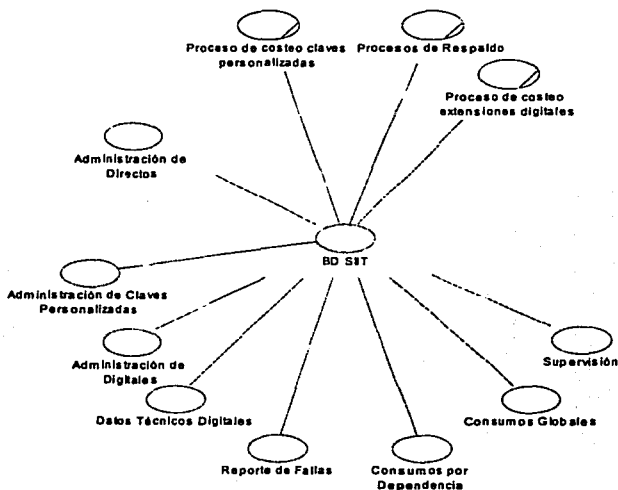 Proceso de costeo claves
personalizadas
Procesos de Respaldo
Proceso de costeo
extensiones digitales
Administración de
Directos
BD SIIT
Administración de Claves
Personalizadas
Administración de
Digitales
Supervisión
Datos Técnicos Digitales
Consumos Globales
Reporte de Fallas
Consumos por
Dependencia